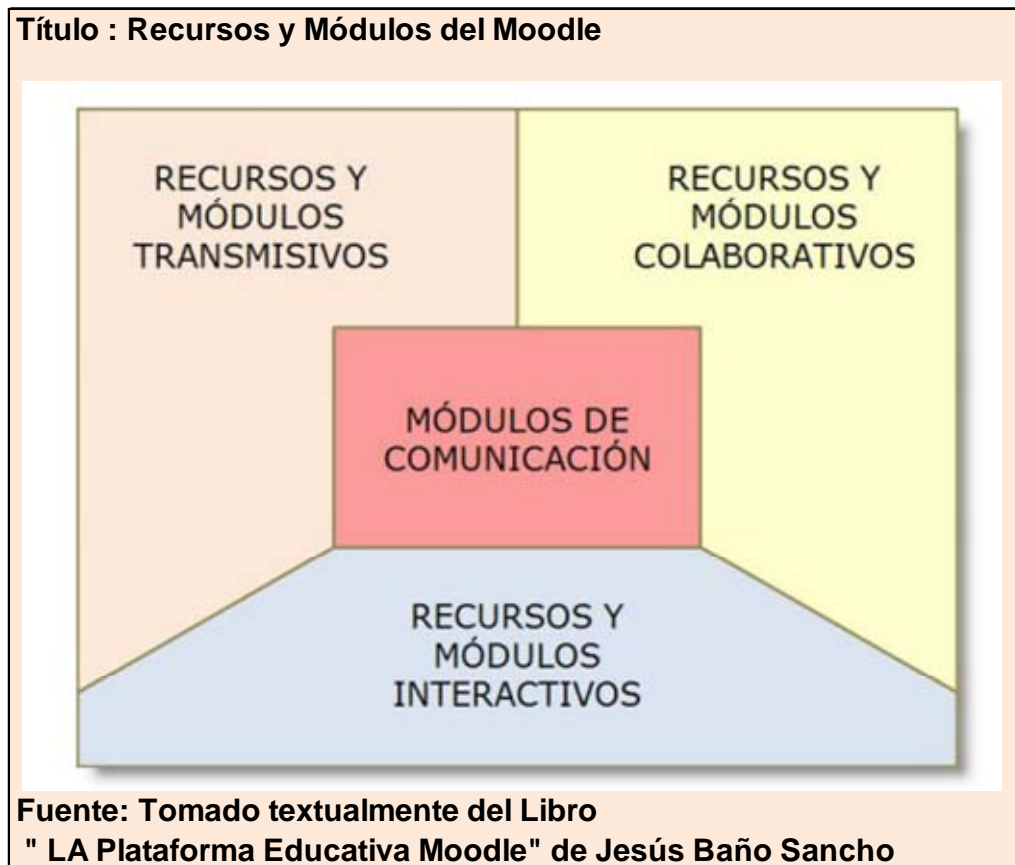 Título : Recursos y Módulos del Moodle
RECURSOS Y
MÓDULOS
TRANSMISIVOS
RECURSOS Y
MÓDULOS
COLABORATIVOS
MÓDULOS DE
COMUNICACIÓN
RECURSOS Y
MÓDULOS
INTERACTIVOS
Fuente: Tomado textualmente del Libro
" LA Plataforma Educativa Moodle" de Jesús Baño Sancho